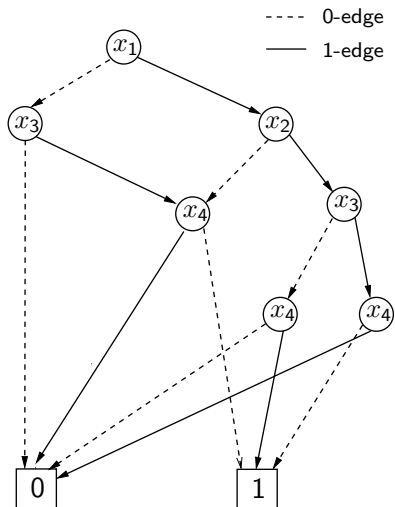 0-edge
1-edge
x₁
x₃
x₂
x₃
x₄
x₄
x₄
0
1